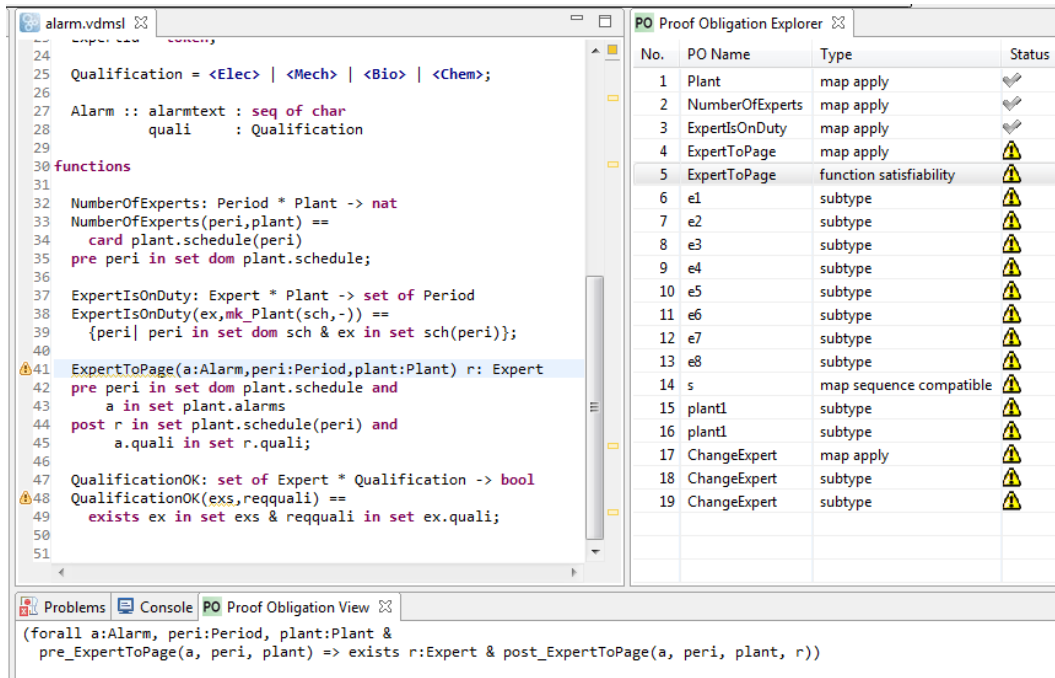 alarm.vdmsl
24
25 Qualification = <Elec> | <Mech> | <Bio> | <Chem>;
26
27 Alarm :: alarmtext : seq of char
28 quali : Qualification
29
30 functions
31
32 NumberOfExperts: Period * Plant -> nat
33 NumberOfExperts(peri,plant) ==
34 card plant.schedule(peri)
35 pre peri in set dom plant.schedule;
36
37 ExpertIsOnDuty: Expert * Plant -> set of Period
38 ExpertIsOnDuty(ex,mk_Plant(sch,-)) ==
39 {peri| peri in set dom sch & ex in set sch(peri)};
40
41 ExpertToPage(a:Alarm,peri:Period,plant:Plant) r: Expert
42 pre peri in set dom plant.schedule and
43 a in set plant.alarms
44 post r in set plant.schedule(peri) and
45 a.quali in set r.quali;
46
47 QualificationOK: set of Expert * Qualification -> bool
48 QualificationOK(exs,reqquali) ==
49 exists ex in set exs & reqquali in set ex.quali;
50
51
PO Proof Obligation Explorer
No. PO Name Type Status
1 Plant map apply
2 NumberOfExperts map apply
3 ExpertIsOnDuty map apply
4 ExpertToPage map apply
5 ExpertToPage function satisfiability
6 e1 subtype
7 e2 subtype
8 e3 subtype
9 e4 subtype
10 e5 subtype
11 e6 subtype
12 e7 subtype
13 e8 subtype
14 s map sequence compatible
15 plant1 subtype
16 plant1 subtype
17 ChangeExpert map apply
18 ChangeExpert subtype
19 ChangeExpert subtype
Problems Console PO Proof Obligation View
(forall a:Alarm, peri:Period, plant:Plant &
pre_ExpertToPage(a, peri, plant) => exists r:Expert & post_ExpertToPage(a, peri, plant, r))